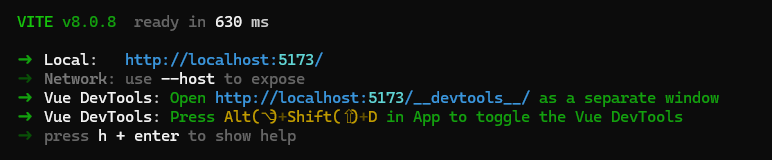 VITE v8.0.8 ready in 630 ms
➜ Local: http://localhost:5173/
➜ Network: use --host to expose
➜ Vue DevTools: Open http://localhost:5173/__devtools__/ as a separate window
➜ Vue DevTools: Press Alt(⌥)+Shift(⇧)+D in App to toggle the Vue DevTools
➜ press h + enter to show help